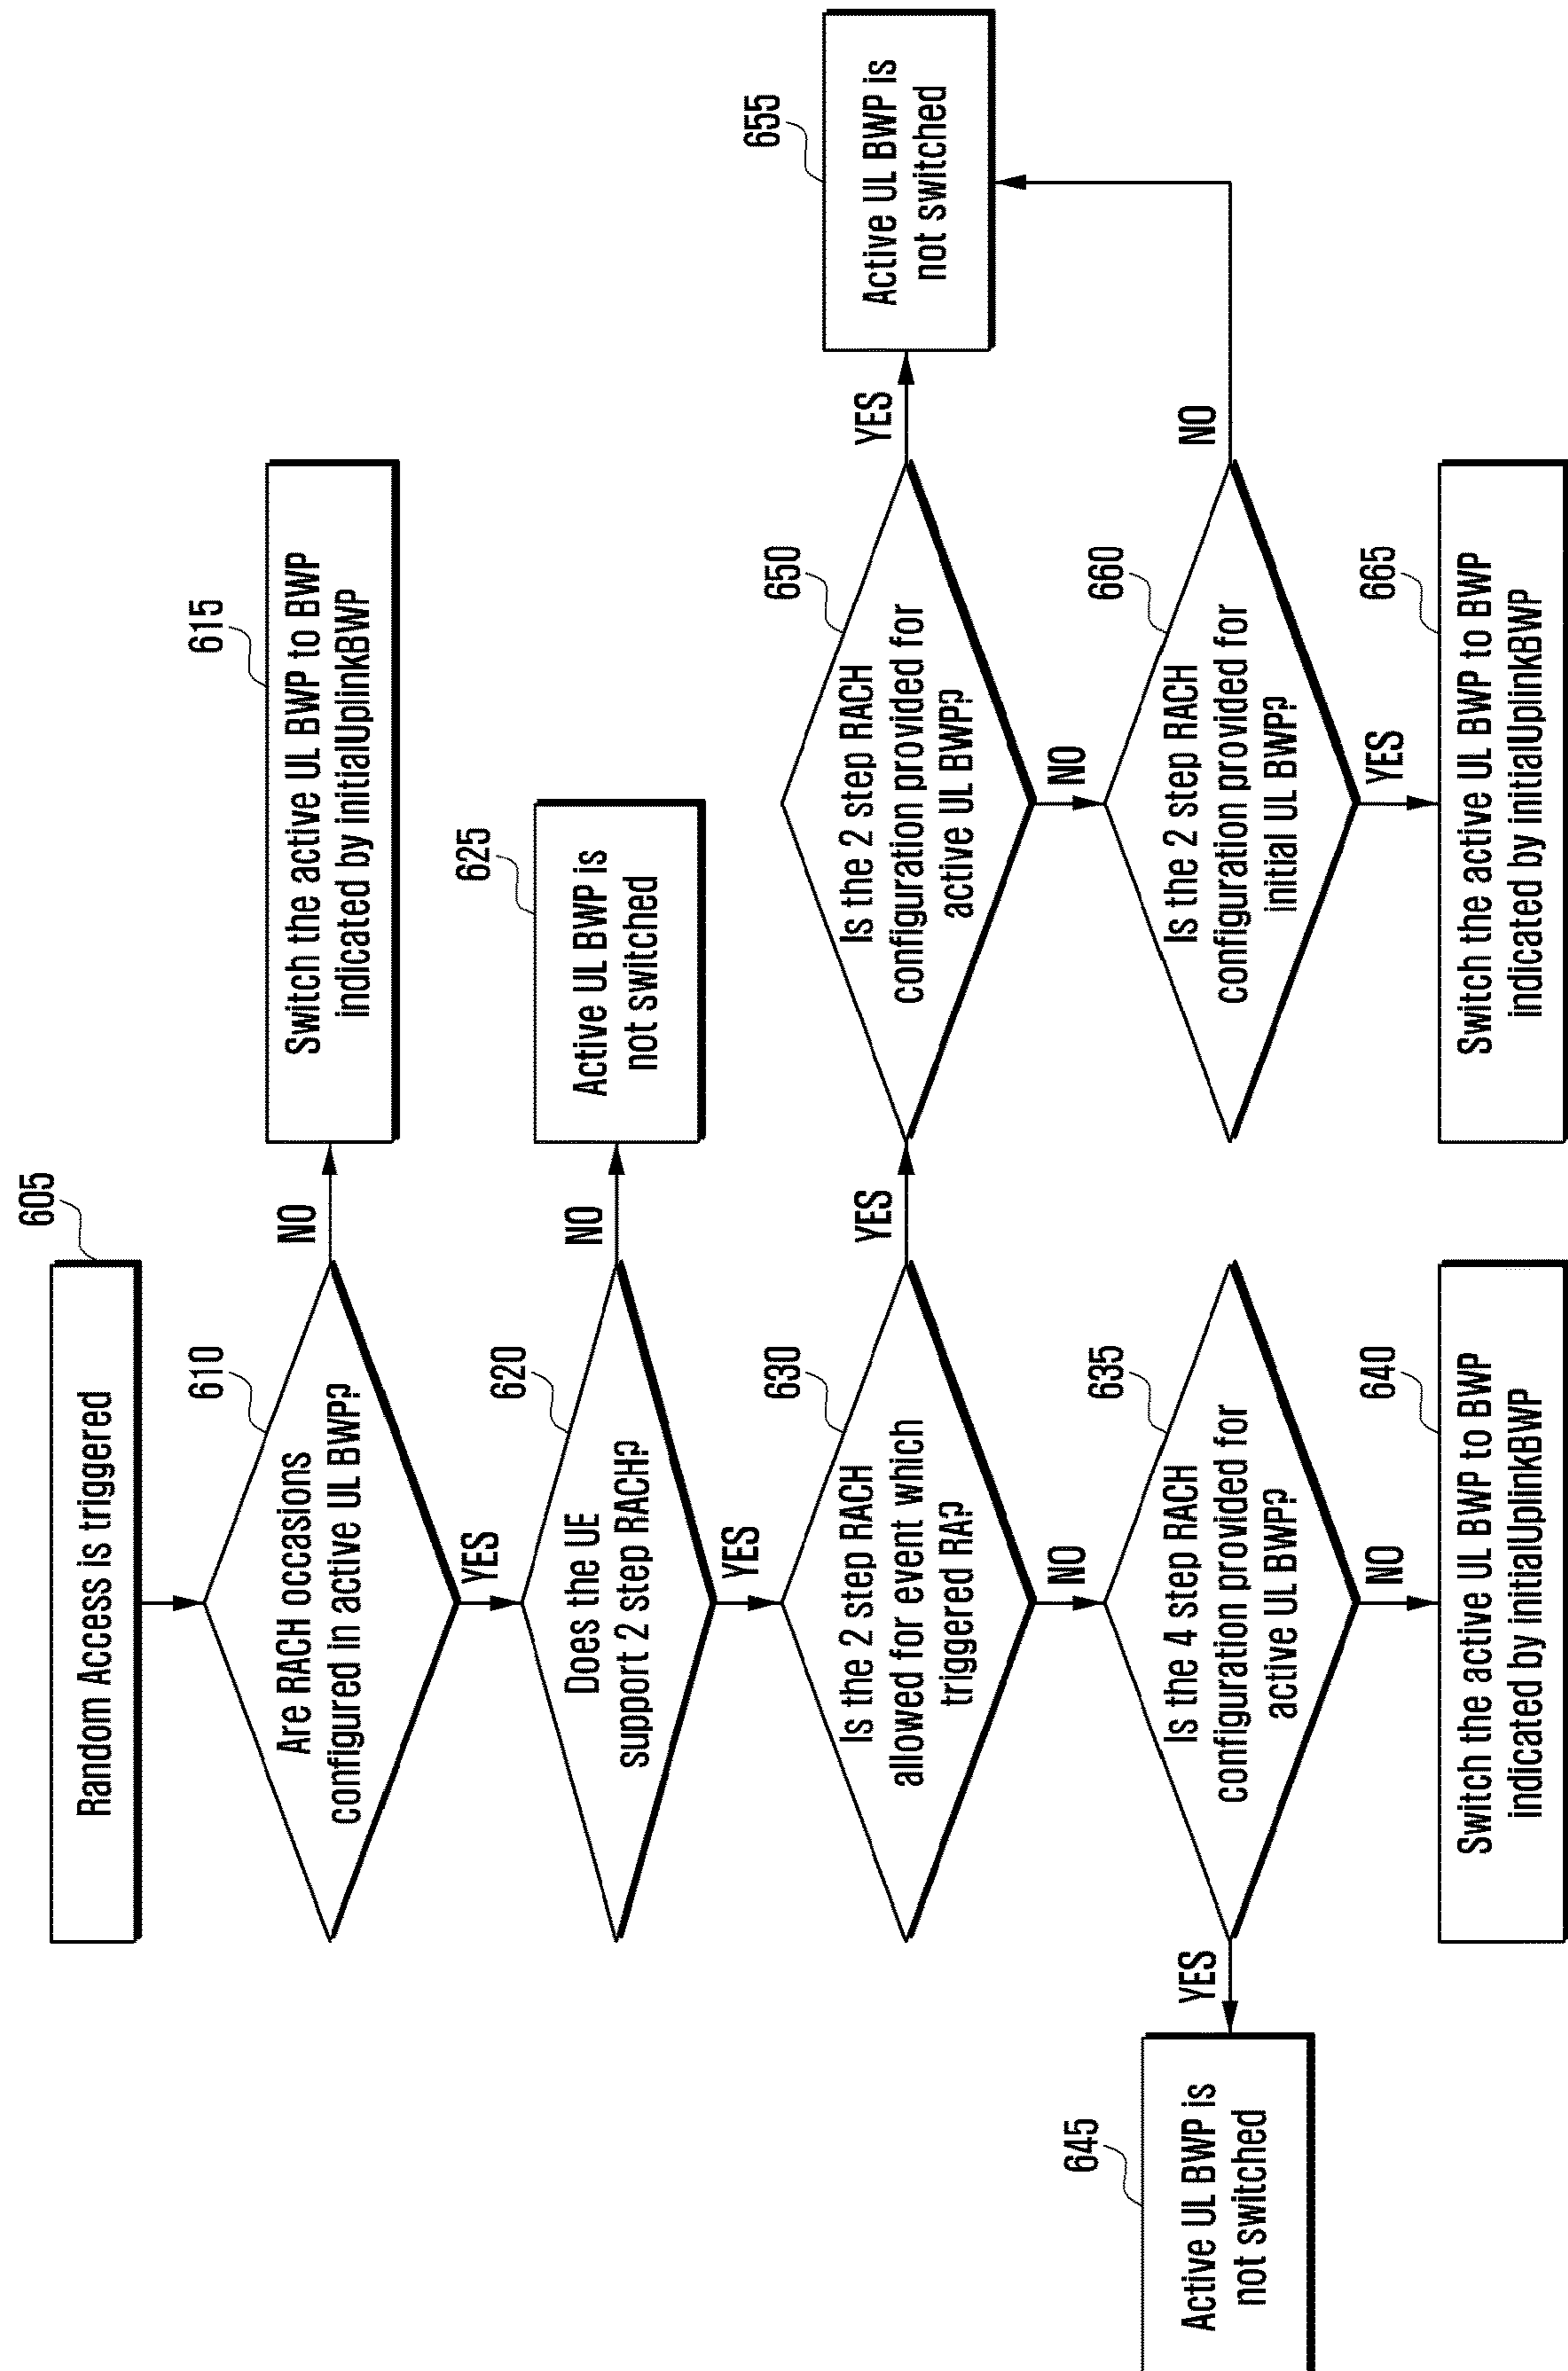 605
Random Access is triggered
610
Are RACH occasions
configured in active UL BWP?
NO
615
Switch the active UL BWP to BWP
indicated by initialUplinkBWP
YES
620
Does the UE
support 2 step RACH?
NO
625
Active UL BWP is
not switched
YES
630
Is the 2 step RACH
allowed for event which
triggered RA?
YES
650
Is the 2 step RACH
configuration provided for
active UL BWP?
YES
655
Active UL BWP is
not switched
NO
635
Is the 4 step RACH
configuration provided for
active UL BWP?
YES
645
Active UL BWP is
not switched
NO
640
Switch the active UL BWP to BWP
indicated by initialUplinkBWP
NO
660
Is the 2 step RACH
configuration provided for
initial UL BWP?
NO
YES
665
Switch the active UL BWP to BWP
indicated by initialUplinkBWP